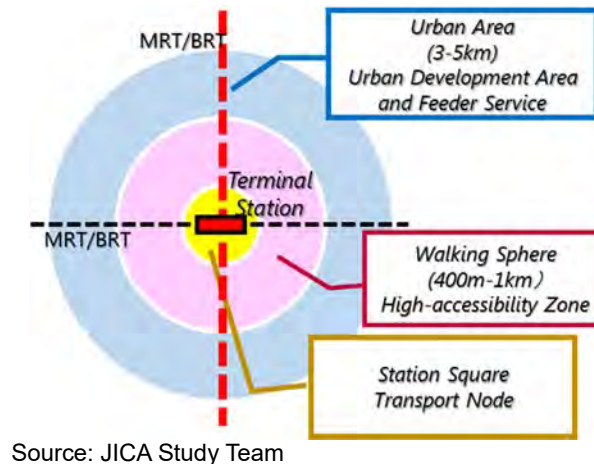 MRT/BRT
Urban Area
(3-5km)
Urban Development Area
and Feeder Service
Terminal
Station
MRT/BRT
Walking Sphere
(400m-1km）
High-accessibility Zone
Station Square
Transport Node
Source: JICA Study Team